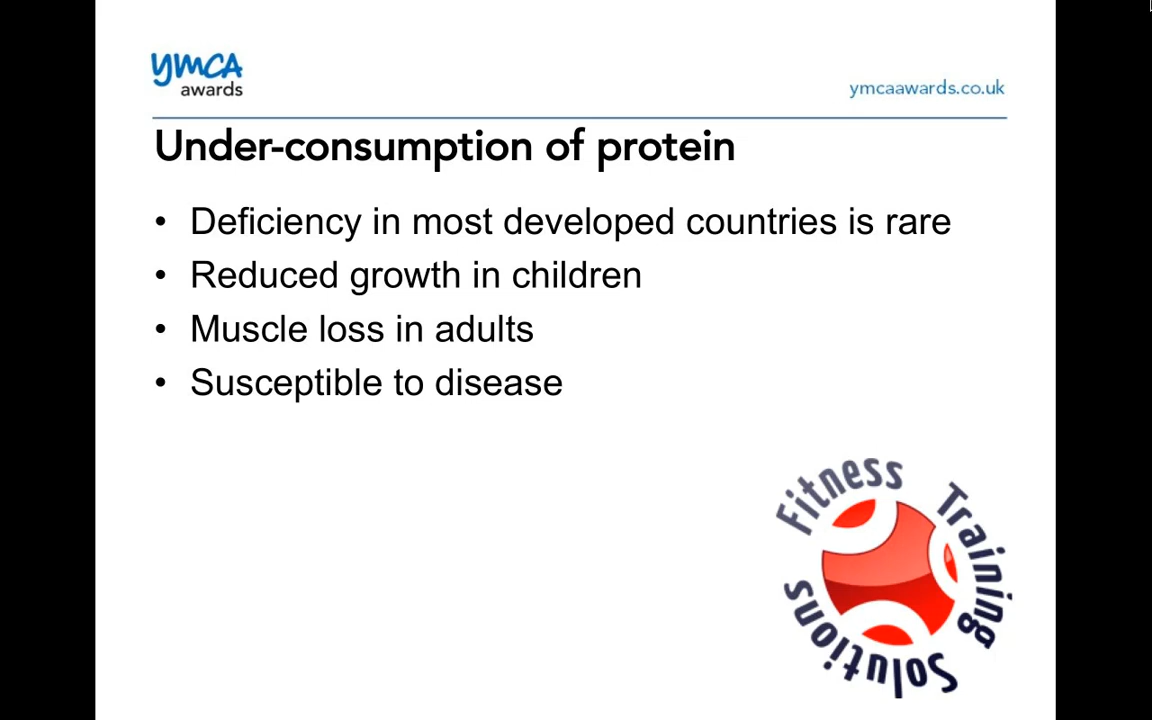 ymca
awards
ymcaawards.co.uk
Under-consumption of protein
• Deficiency in most developed countries is rare
• Reduced growth in children
• Muscle loss in adults
• Susceptible to disease
Fitness Training Solutions